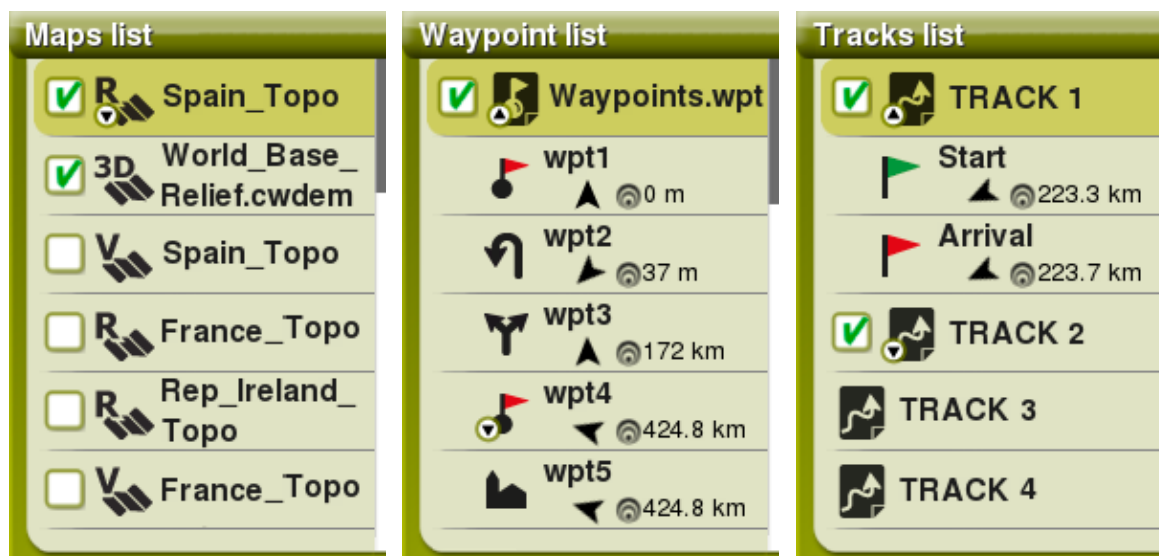 Maps list
R Spain_Topo
3D World_Base_
Relief.cwdem
V Spain_Topo
R France_Topo
R Rep_Ireland_
Topo
V France_Topo
Waypoint list
Waypoints.wpt
wpt1
0 m
wpt2
37 m
wpt3
172 km
wpt4
424.8 km
wpt5
424.8 km
Tracks list
TRACK 1
Start
223.3 km
Arrival
223.7 km
TRACK 2
TRACK 3
TRACK 4